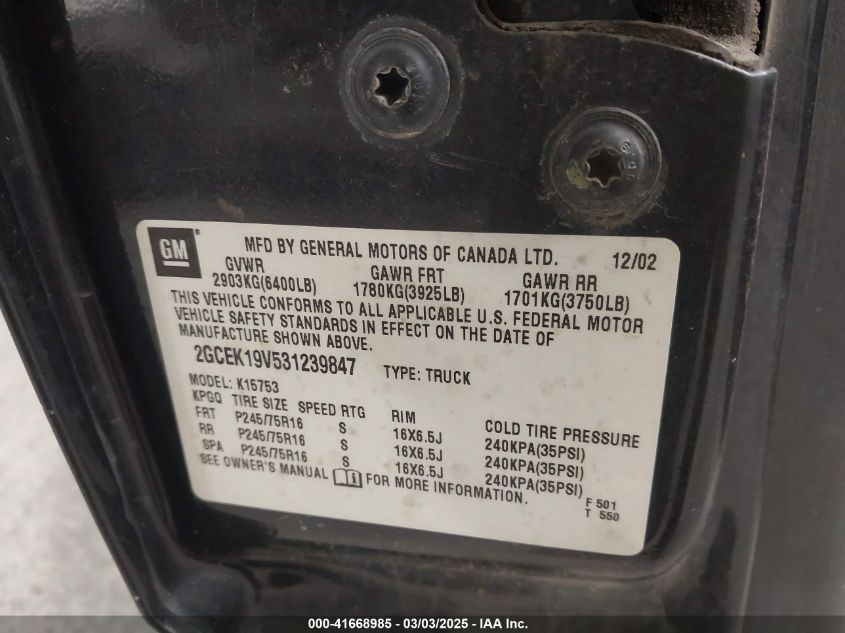 GM ®
MFD BY GENERAL MOTORS OF CANADA LTD. 12/02
GVWR GAWR FRT GAWR RR
2903KG(6400LB) 1780KG(3925LB) 1701KG(3750LB)
THIS VEHICLE CONFORMS TO ALL APPLICABLE U.S. FEDERAL MOTOR
VEHICLE SAFETY STANDARDS IN EFFECT ON THE DATE OF
MANUFACTURE SHOWN ABOVE.
2GCEK19V531239847 TYPE: TRUCK
MODEL: K15753
KPGQ TIRE SIZE SPEED RTG RIM COLD TIRE PRESSURE
FRT P245/75R16 S 16X6.5J 240KPA(35PSI)
RR P245/75R16 S 16X6.5J 240KPA(35PSI)
SPA P245/75R16 S 16X6.5J 240KPA(35PSI)
SEE OWNER'S MANUAL FOR MORE INFORMATION.
F 501
T 550
000-41668985 - 03/03/2025 - IAA Inc.